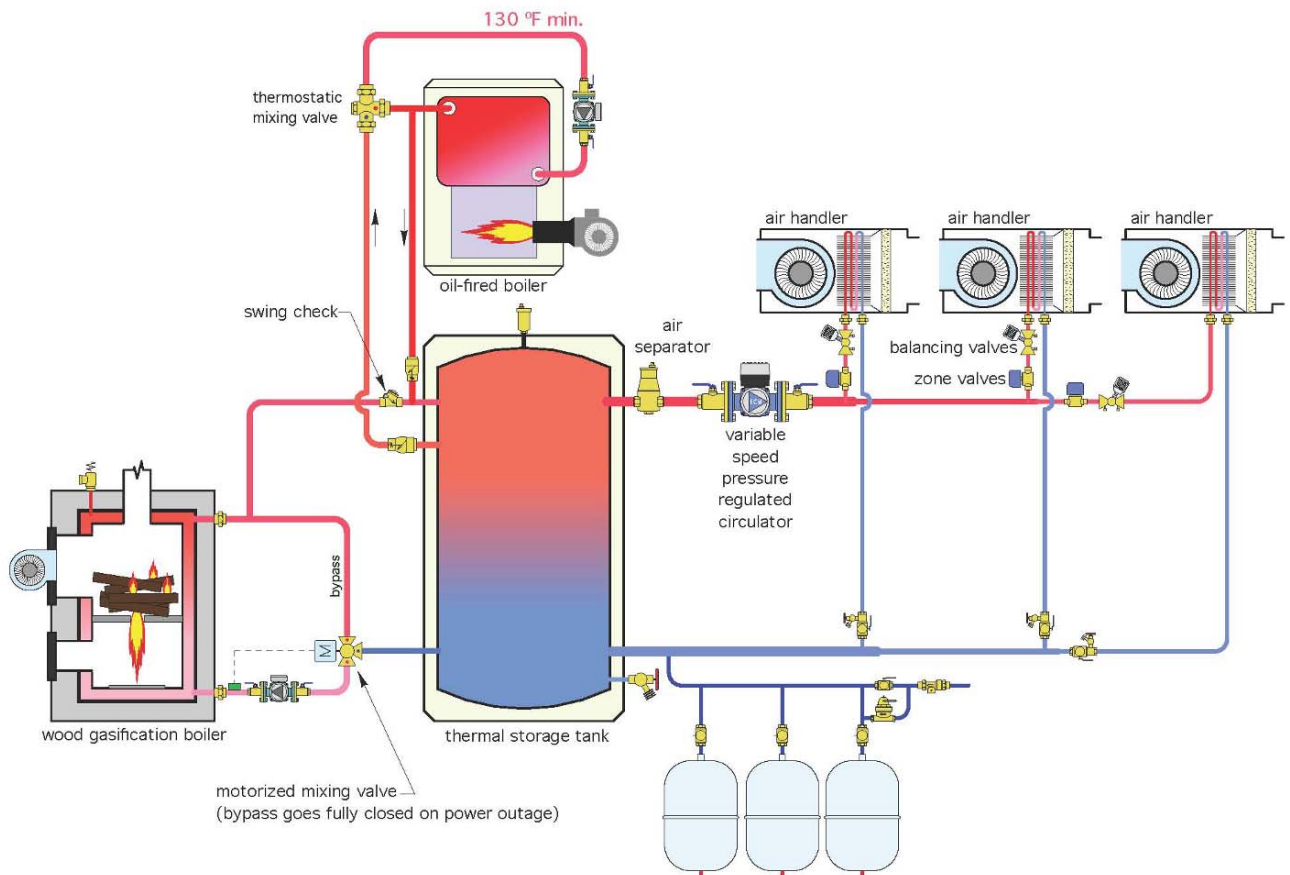 130 ºF min.
thermostatic
mixing valve
oil-fired boiler
swing check
air
separator
air handler
air handler
air handler
balancing valves
zone valves
variable
speed
pressure
regulated
circulator
bypass
M
wood gasification boiler
thermal storage tank
motorized mixing valve
(bypass goes fully closed on power outage)